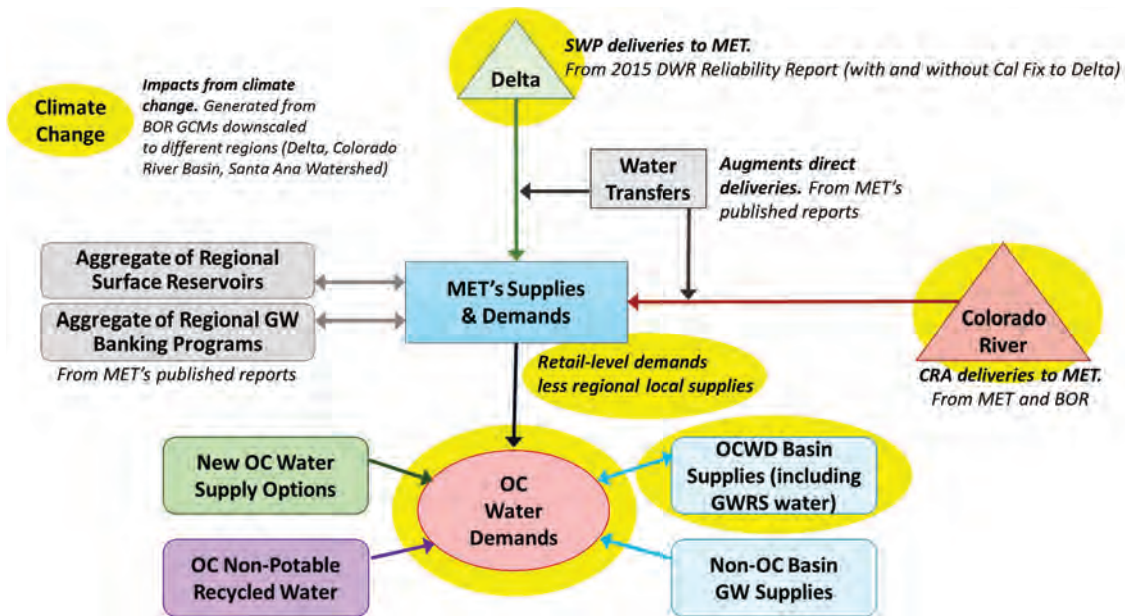 Climate
Change
Impacts from climate
change. Generated from
BOR GCMs downscaled
to different regions (Delta, Colorado
River Basin, Santa Ana Watershed)
Delta
SWP deliveries to MET.
From 2015 DWR Reliability Report (with and without Cal Fix to Delta)
Water
Transfers
Augments direct
deliveries. From MET's
published reports
Aggregate of Regional
Surface Reservoirs
Aggregate of Regional GW
Banking Programs
From MET's published reports
MET's Supplies
& Demands
Colorado
River
CRA deliveries to MET.
From MET and BOR
Retail-level demands
less regional local supplies
New OC Water
Supply Options
OC
Water
Demands
OCWD Basin
Supplies (including
GWRS water)
OC Non-Potable
Recycled Water
Non-OC Basin
GW Supplies